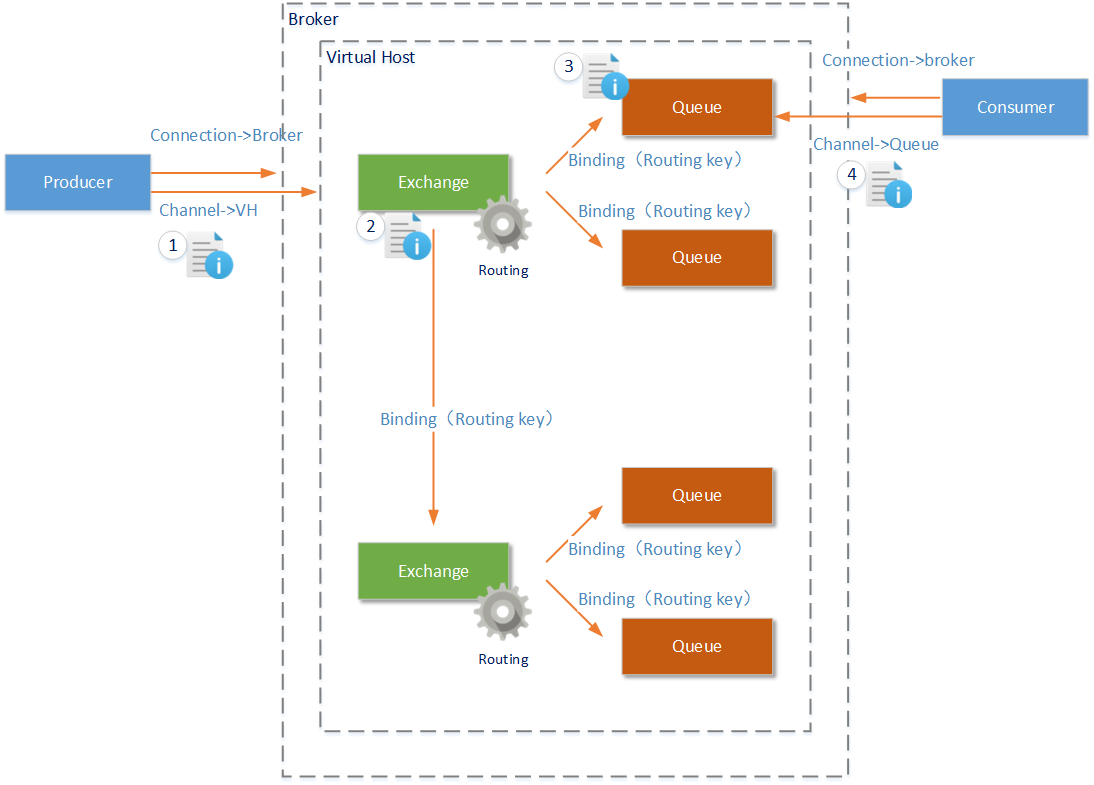 Broker
Virtual Host
3
Connection->broker
Queue
Consumer
Connection->Broker
Channel->Queue
Binding（Routing key）
4
Producer
Exchange
Channel->VH
Binding（Routing key）
2
1
Queue
Routing
Binding（Routing key）
Queue
Binding（Routing key）
Exchange
Binding（Routing key）
Queue
Routing